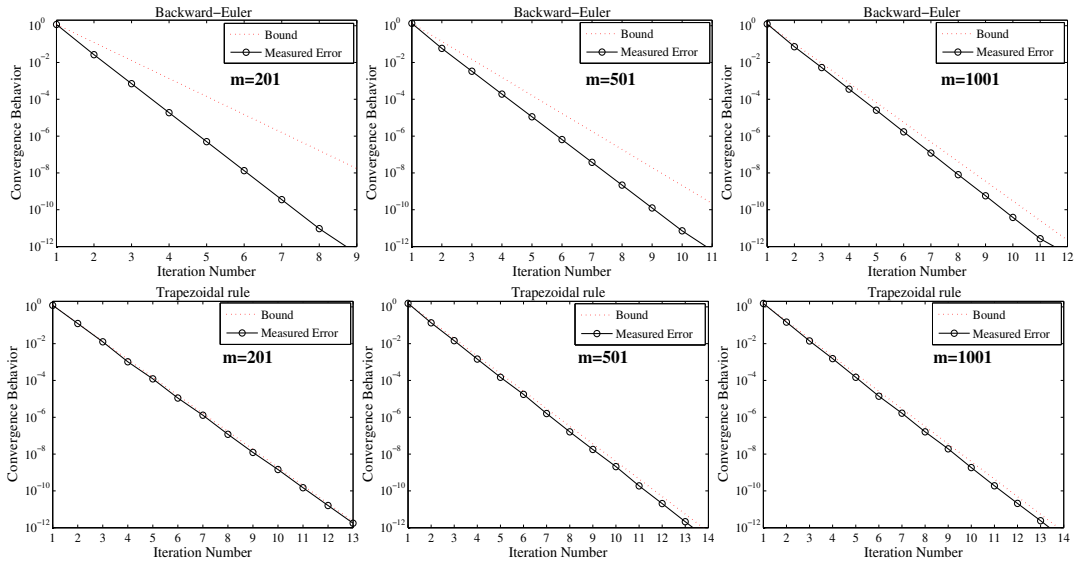 Backward−Euler
Convergence Behavior
10^0
10^−2
10^−4
10^−6
10^−8
10^−10
10^−12
Bound
Measured Error
m=201
1 2 3 4 5 6 7 8 9
Iteration Number
Backward−Euler
Convergence Behavior
10^0
10^−2
10^−4
10^−6
10^−8
10^−10
10^−12
Bound
Measured Error
m=501
1 2 3 4 5 6 7 8 9 10 11
Iteration Number
Backward−Euler
Convergence Behavior
10^0
10^−2
10^−4
10^−6
10^−8
10^−10
10^−12
Bound
Measured Error
m=1001
1 2 3 4 5 6 7 8 9 10 11 12
Iteration Number
Trapezoidal rule
Convergence Behavior
10^0
10^−2
10^−4
10^−6
10^−8
10^−10
10^−12
Bound
Measured Error
m=201
1 2 3 4 5 6 7 8 9 10 11 12 13
Iteration Number
Trapezoidal rule
Convergence Behavior
10^0
10^−2
10^−4
10^−6
10^−8
10^−10
10^−12
Bound
Measured Error
m=501
1 2 3 4 5 6 7 8 9 10 11 12 13 14
Iteration Number
Trapezoidal rule
Convergence Behavior
10^0
10^−2
10^−4
10^−6
10^−8
10^−10
10^−12
Bound
Measured Error
m=1001
1 2 3 4 5 6 7 8 9 10 11 12 13 14
Iteration Number